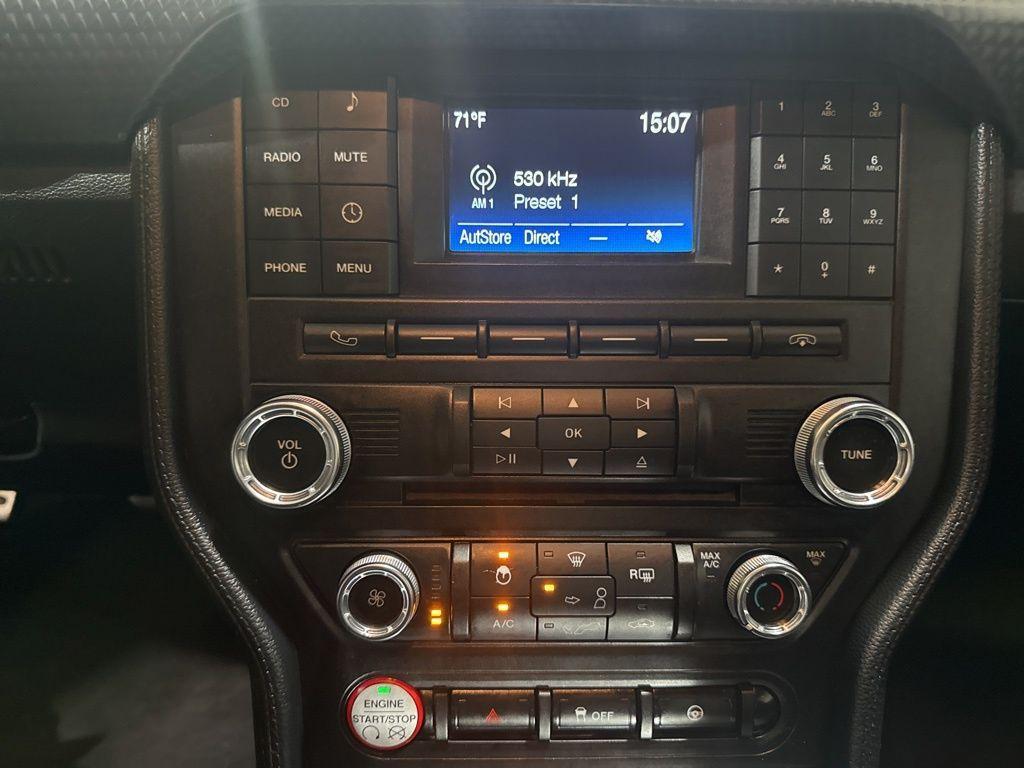 CD
RADIO MUTE
MEDIA
PHONE MENU
71°F 15:07
530 kHz
AM 1 Preset 1
AutStore Direct —
1 2 ABC 3 DEF
4 GHI 5 JKL 6 MNO
7 PQRS 8 TUV 9 WXYZ
* 0 + #
VOL
OK
TUNE
R
A/C
MAX
A/C
MAX
ENGINE
START/STOP
OFF